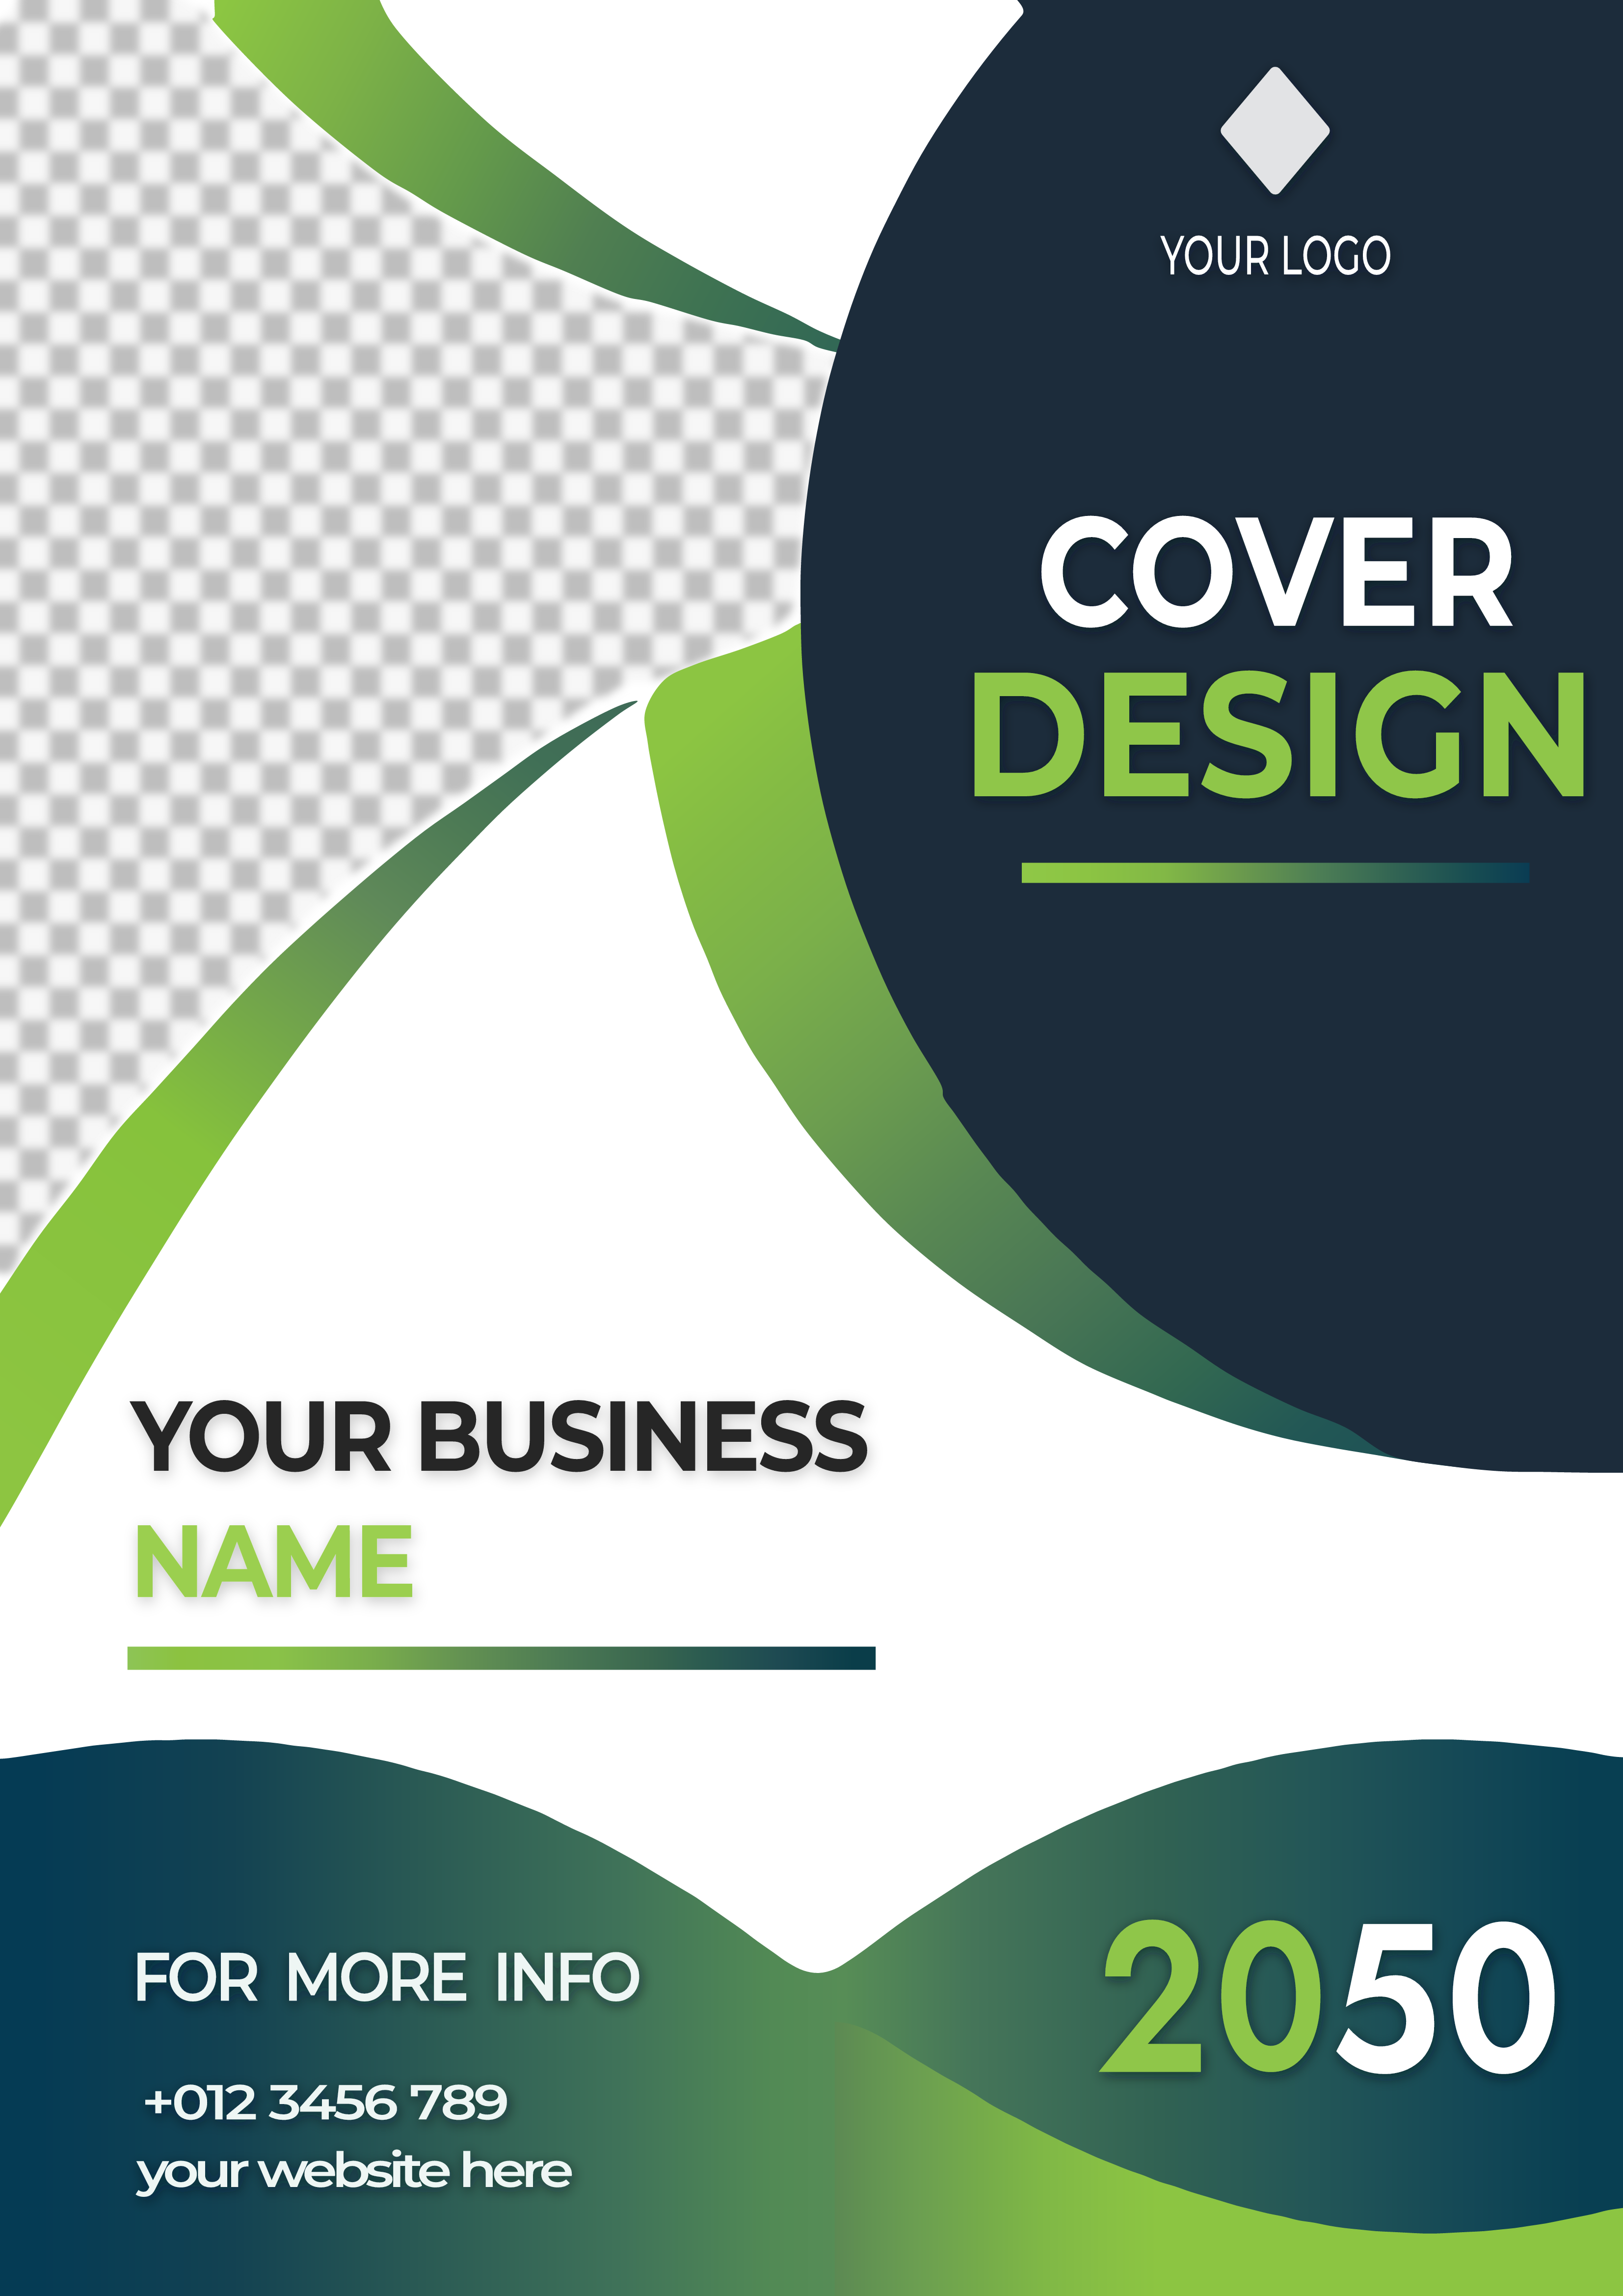 YOUR LOGO
COVER
DESIGN
YOUR BUSINESS
NAME
FOR MORE INFO
+012 3456 789
your website here
2050